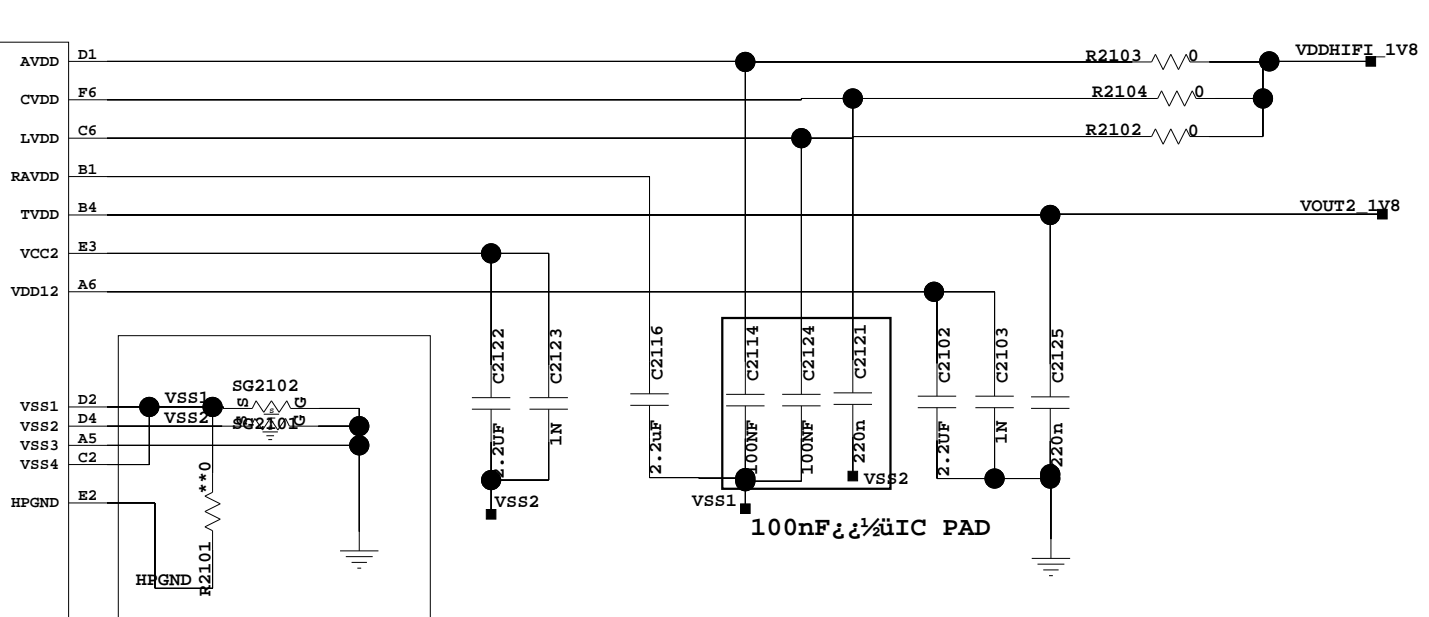 AVDD D1 R2103 0 VDDHIFI_1V8
CVDD F6 R2104 0
LVDD C6 R2102 0
RAVDD B1
TVDD B4 VOUT2_1V8
VCC2 E3
VDD12 A6
C2122 C2123 C2116 C2114 C2124 C2121 C2102 C2103 C2125
SG2102
VSS1 D2 VSS1 S S G
VSS2 D4 VSS2 S SG2101 G
VSS3 A5
VSS4 C2
2.2UF 1N 2.2uF 100NF 100NF 220n 2.2UF 1N 220n
**0
HPGND E2 VSS2 VSS1 VSS2
100nF¿¿½üIC PAD
HPGND R2101